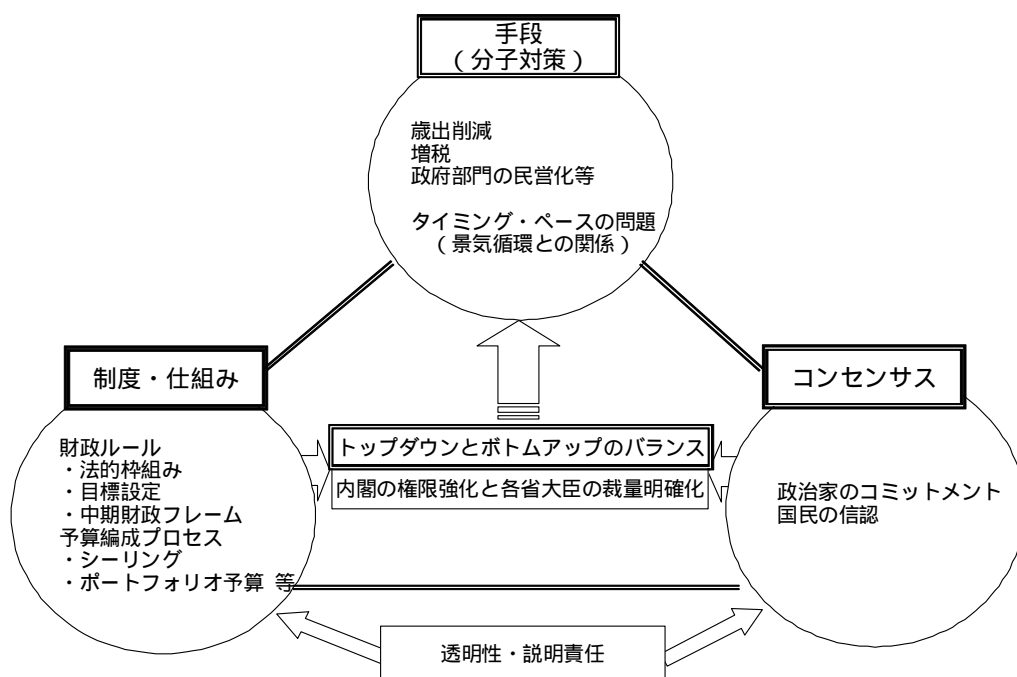 手段
（分子対策）
歳出削減
増税
政府部門の民営化等
タイミング・ペースの問題
（景気循環との関係）
制度・仕組み
財政ルール
・法的枠組み
・目標設定
・中期財政フレーム
予算編成プロセス
・シーリング
・ポートフォリオ予算 等
トップダウンとボトムアップのバランス
内閣の権限強化と各省大臣の裁量明確化
コンセンサス
政治家のコミットメント
国民の信認
透明性・説明責任